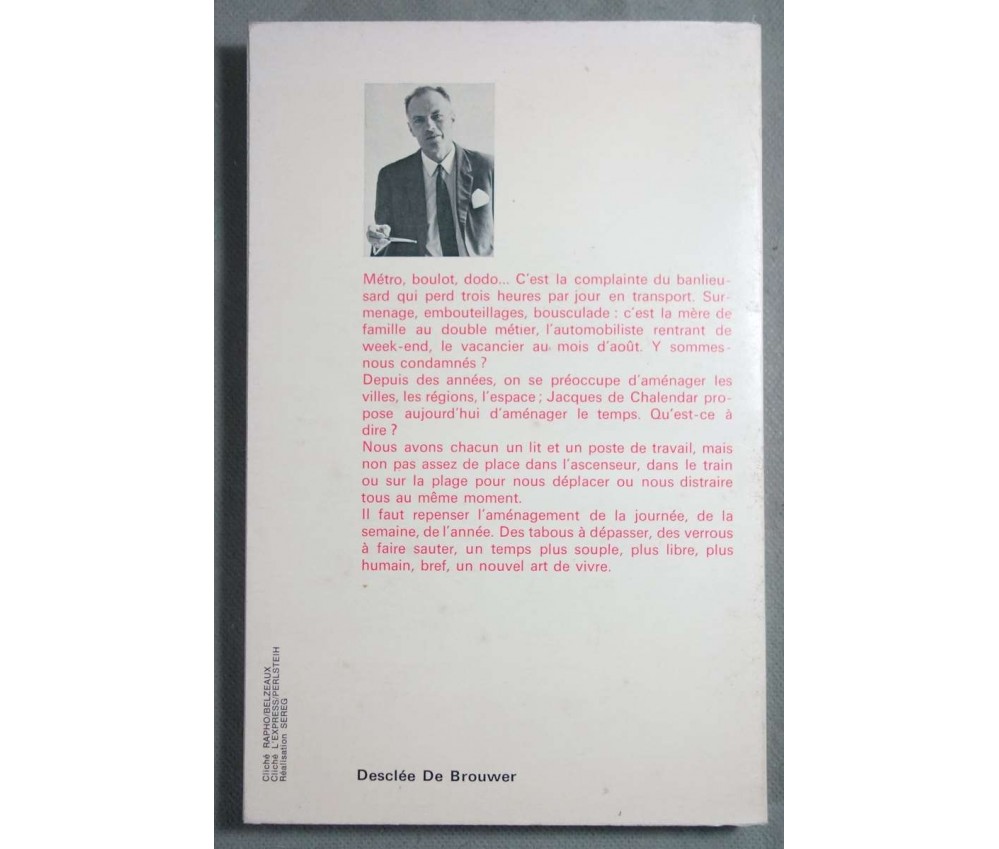 Métro, boulot, dodo... C'est la complainte du banlieu-
sard qui perd trois heures par jour en transport. Sur-
menage, embouteillages, bousculade : c'est la mère de
famille au double métier, l'automobiliste rentrant de
week-end, le vacancier au mois d'août. Y sommes-
nous condamnés ?
Depuis des années, on se préoccupe d'aménager les
villes, les régions, l'espace ; Jacques de Chalendar pro-
pose aujourd'hui d'aménager le temps. Qu'est-ce à
dire ?
Nous avons chacun un lit et un poste de travail, mais
non pas assez de place dans l'ascenseur, dans le train
ou sur la plage pour nous déplacer ou nous distraire
tous au même moment.
Il faut repenser l'aménagement de la journée, de la
semaine, de l'année. Des tabous à dépasser, des verrous
à faire sauter, un temps plus souple, plus libre, plus
humain, bref, un nouvel art de vivre.
Cliché RAPHO/BELZEAUX
Cliché L'EXPRESS/PERLSTEIH
Réalisation SEREG
Desclée De Brouwer